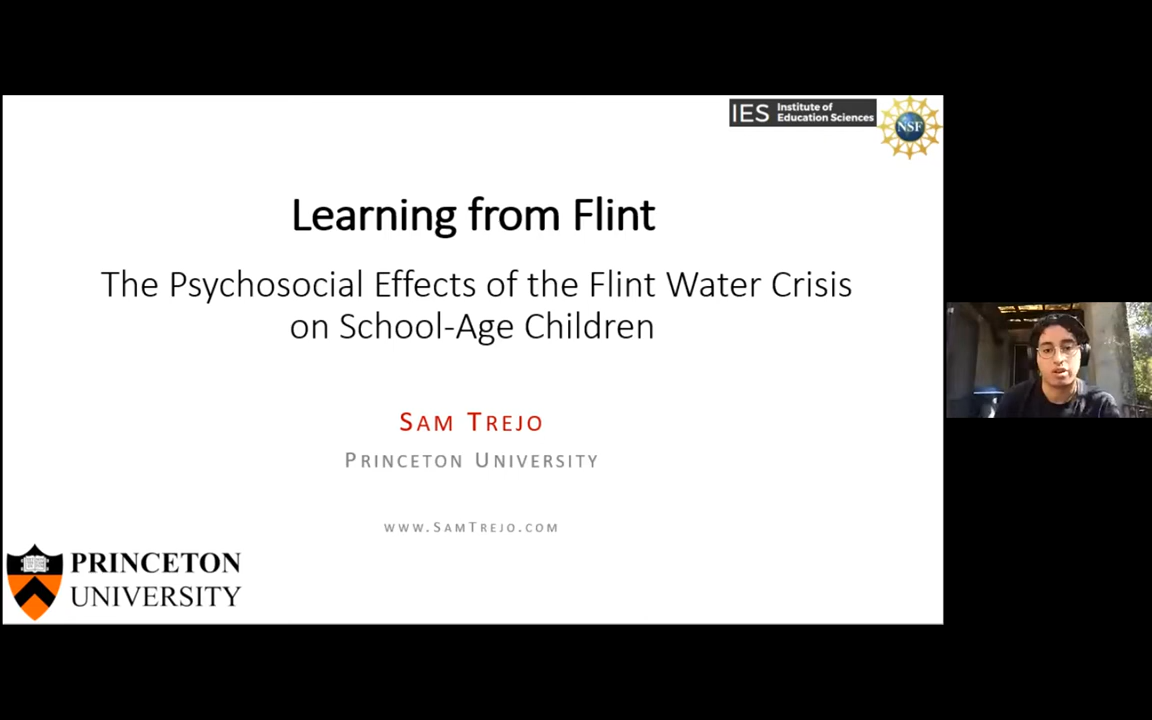 IES Institute of
Education Sciences
NSF
Learning from Flint
The Psychosocial Effects of the Flint Water Crisis
on School-Age Children
SAM TREJO
PRINCETON UNIVERSITY
WWW.SAMTREJO.COM
PRINCETON
UNIVERSITY